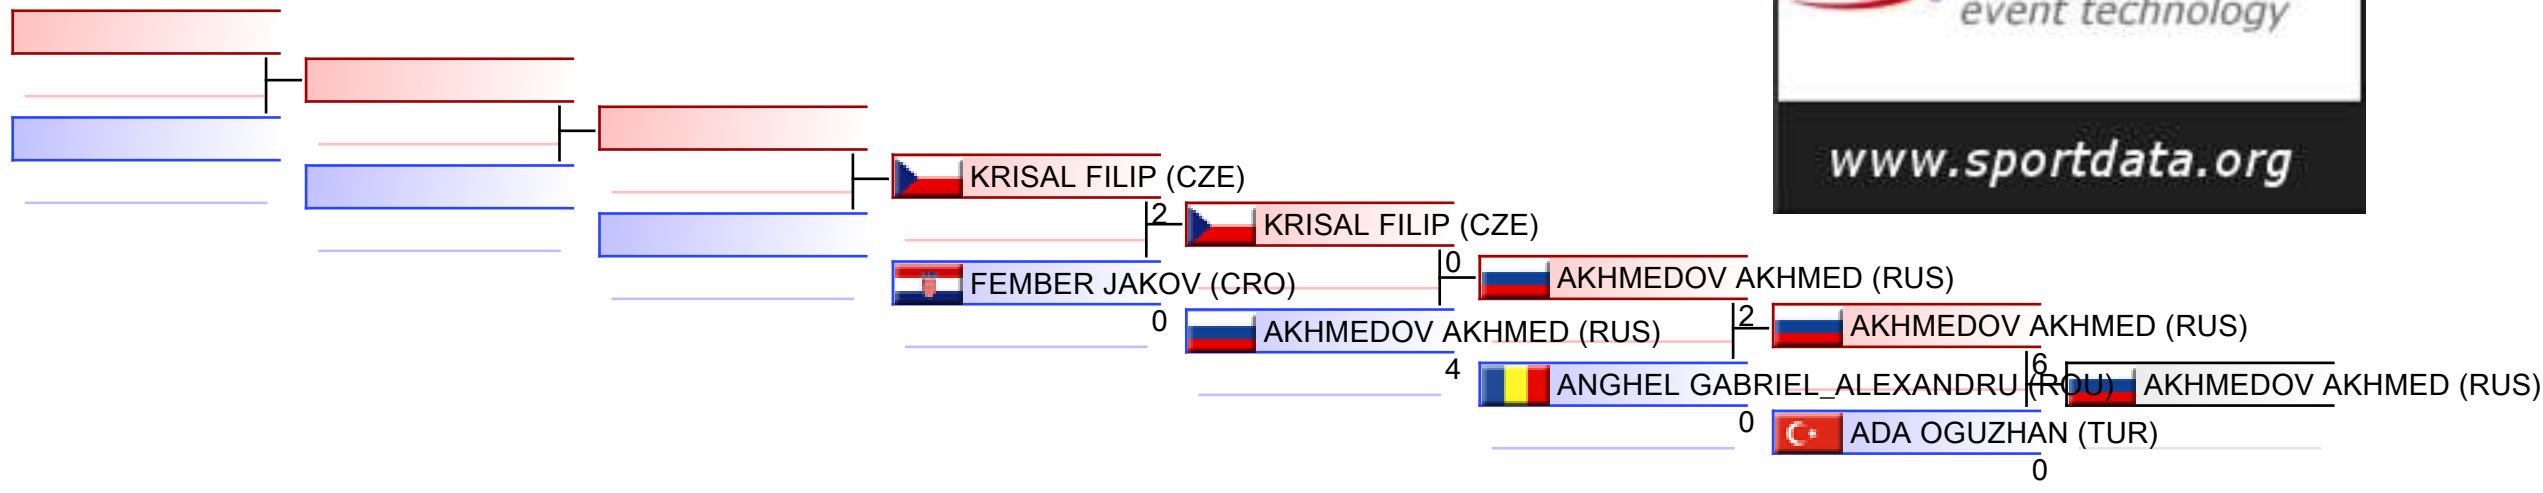 event technology
www.sportdata.org
KRISAL FILIP (CZE)
2
KRISAL FILIP (CZE)
0
FEMBER JAKOV (CRO)
0
AKHMEDOV AKHMED (RUS)
AKHMEDOV AKHMED (RUS)
4
2
AKHMEDOV AKHMED (RUS)
ANGHEL GABRIEL_ALEXANDRU (ROU)
0
6
AKHMEDOV AKHMED (RUS)
ADA OGUZHAN (TUR)
0